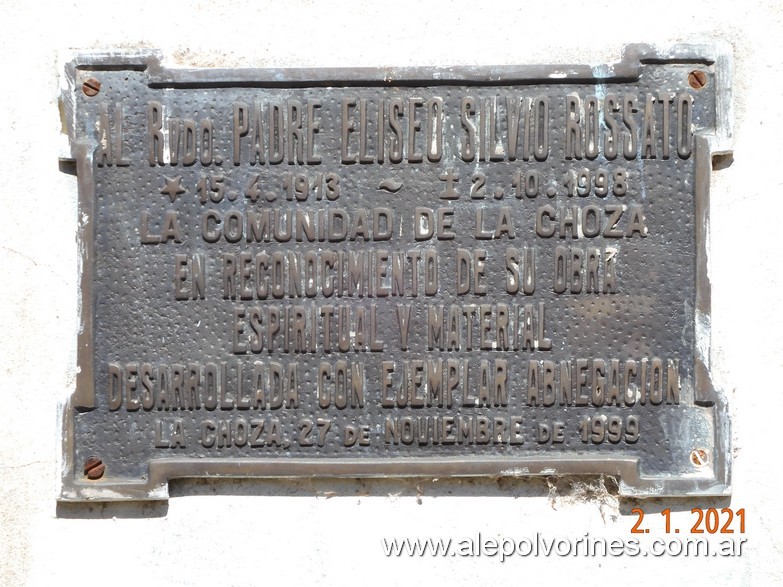 AL RVDO. PADRE ELISEO SILVIO ROSSATO
★ 15.4.1913 ~ ✝ 2.10.1998
LA COMUNIDAD DE LA CHOZA
EN RECONOCIMIENTO DE SU OBRA
ESPIRITUAL Y MATERIAL
DESARROLLADA CON EJEMPLAR ABNEGACION
LA CHOZA, 27 DE NOVIEMBRE DE 1999
2. 1. 2021
www.alepolvorines.com.ar